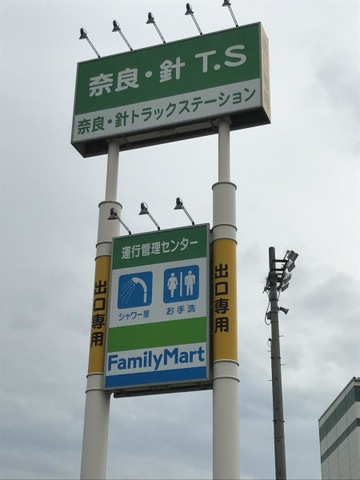 奈良・針 T.S
奈良・針トラックステーション
運行管理センター
シャワー室
お手洗
FamilyMart
出口専用
出口専用